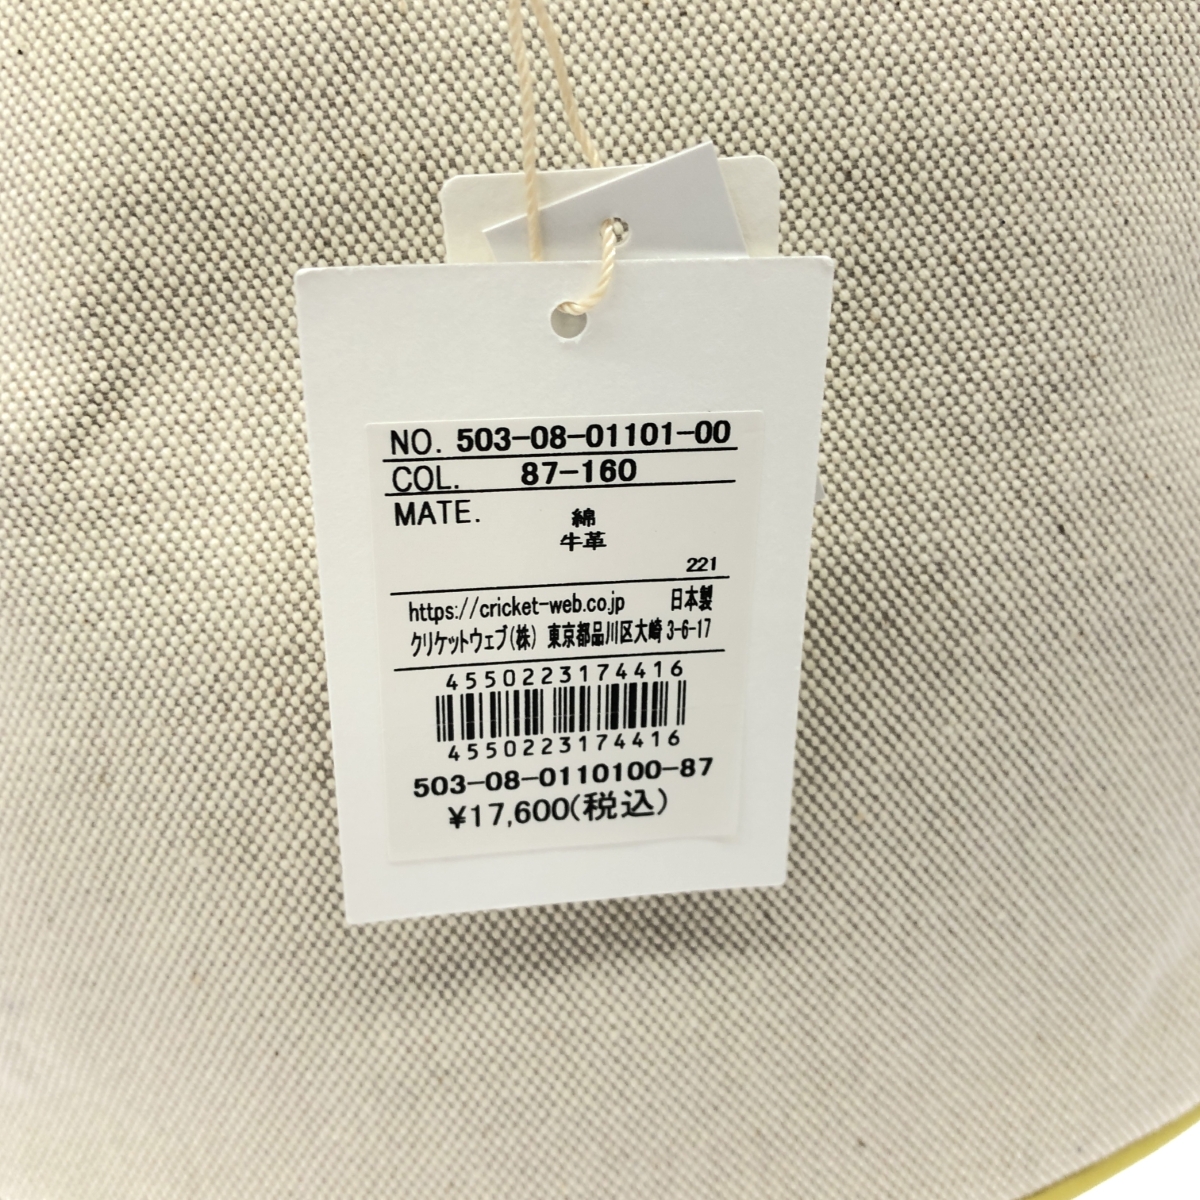 NO. 503-08-01101-00
COL. 87-160
MATE. 綿
牛革
221
https://cricket-web.co.jp 日本製
クリケットウェブ(株) 東京都品川区大崎3-6-17
4550223174416
4550223174416
503-08-0110100-87
¥17,600(税込)